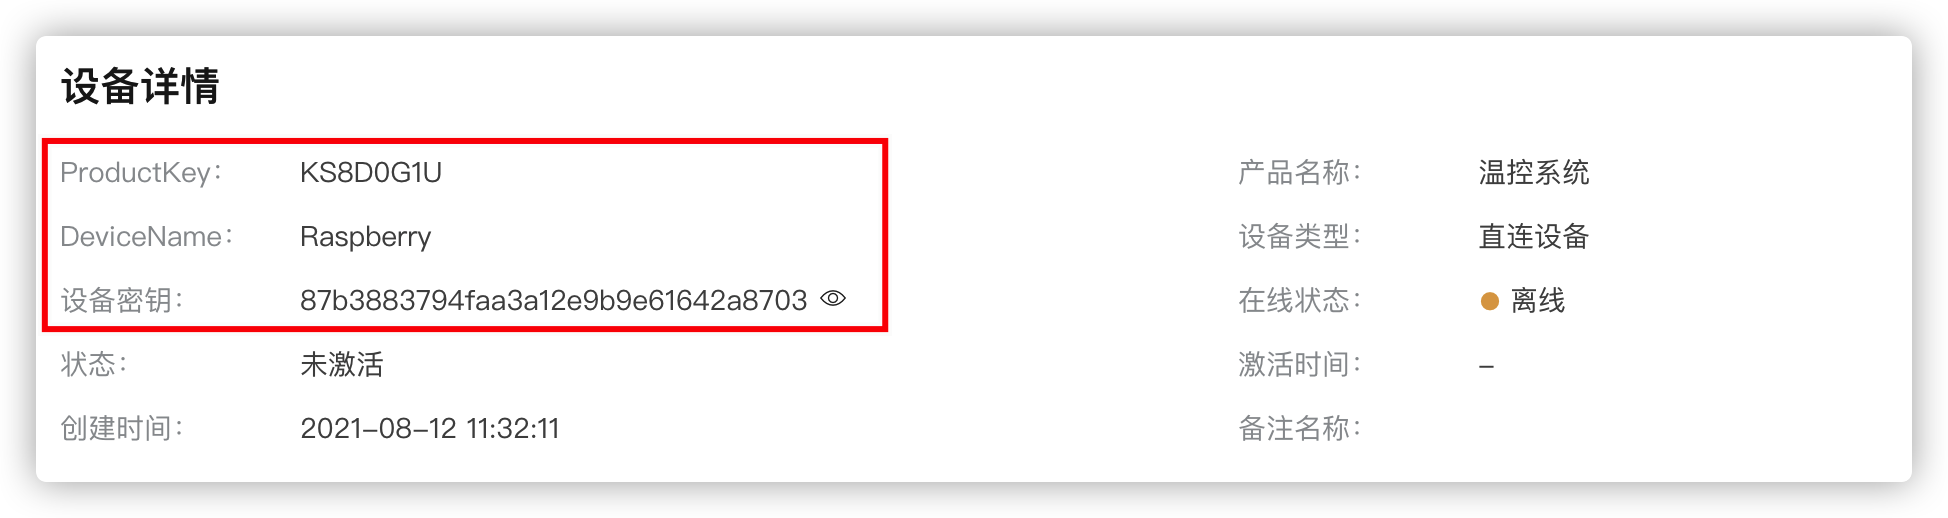 设备详情
ProductKey: KS8D0G1U
产品名称: 温控系统
DeviceName: Raspberry
设备类型: 直连设备
设备密钥: 87b3883794faa3a12e9b9e61642a8703
在线状态: 离线
状态: 未激活
激活时间: –
创建时间: 2021-08-12 11:32:11
备注名称: